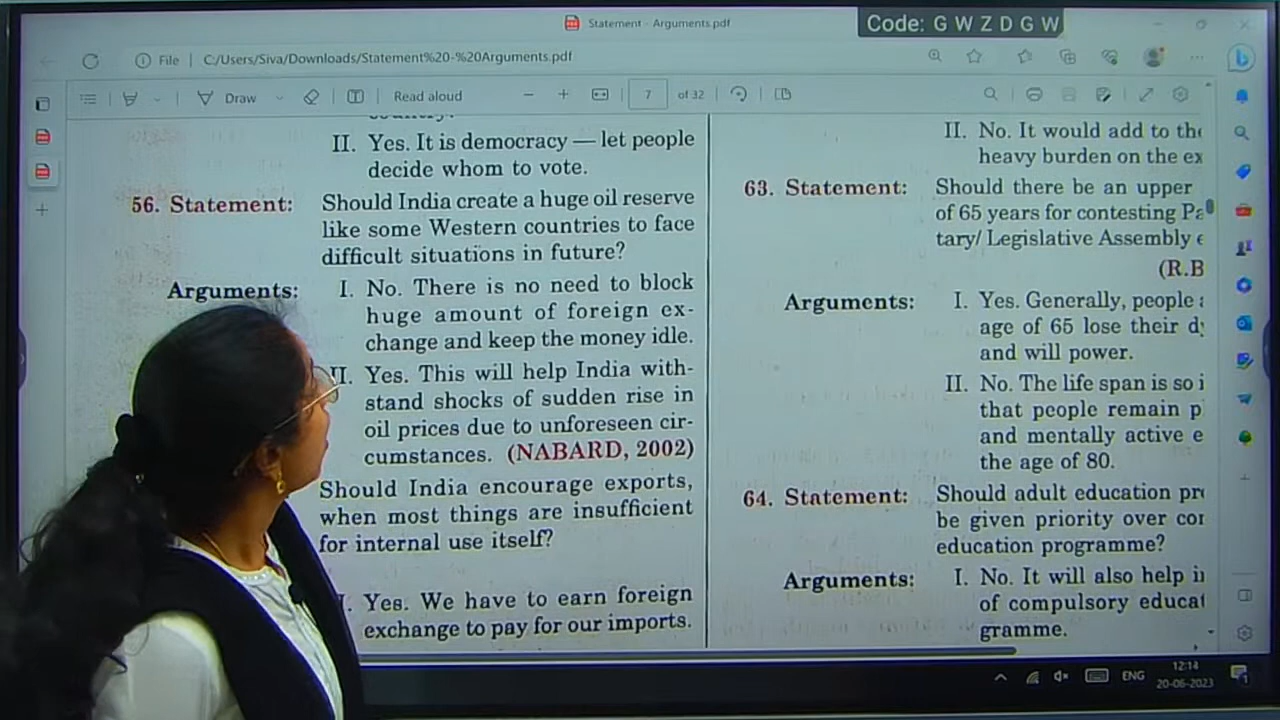 Statement - Arguments.pdf
Code: G W Z D G W
File | C:/Users/Siva/Downloads/Statement%20-%20Arguments.pdf
Draw
Read aloud
7 of 32
II. Yes. It is democracy — let people
decide whom to vote.
56. Statement: Should India create a huge oil reserve
like some Western countries to face
difficult situations in future?
Arguments: I. No. There is no need to block
huge amount of foreign ex-
change and keep the money idle.
II. Yes. This will help India with-
stand shocks of sudden rise in
oil prices due to unforeseen cir-
cumstances. (NABARD, 2002)
Should India encourage exports,
when most things are insufficient
for internal use itself?
I. Yes. We have to earn foreign
exchange to pay for our imports.
II. No. It would add to the
heavy burden on the ex
63. Statement: Should there be an upper
of 65 years for contesting Pa
tary/ Legislative Assembly e
(R.B
Arguments: I. Yes. Generally, people a
age of 65 lose their dy
and will power.
II. No. The life span is so i
that people remain p
and mentally active e
the age of 80.
64. Statement: Should adult education pro
be given priority over com
education programme?
Arguments: I. No. It will also help in
of compulsory educat
gramme.
ENG
12:14
20-06-2023